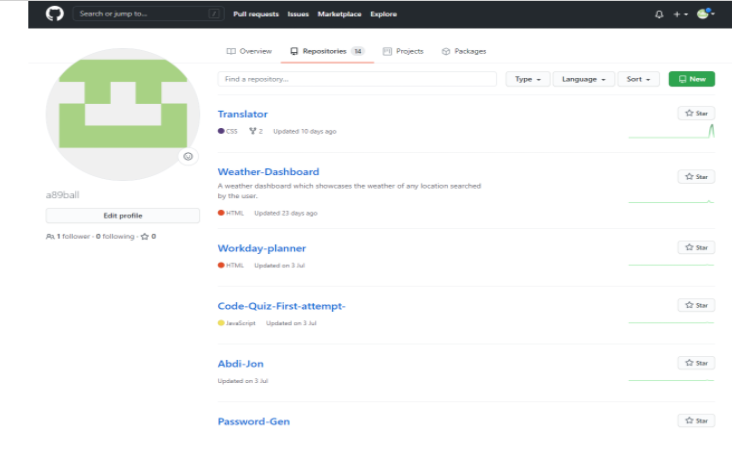 Search or jump to... /
Pull requests Issues Marketplace Explore
Overview Repositories 14 Projects Packages
Find a repository... Type Language Sort New
Translator Star
CSS 2 Updated 10 days ago
Weather-Dashboard Star
A weather dashboard which showcases the weather of any location searched
by the user.
HTML Updated 23 days ago
a89ball
Edit profile
1 follower · 0 following · 0
Workday-planner Star
HTML Updated on 3 Jul
Code-Quiz-First-attempt- Star
JavaScript Updated on 3 Jul
Abdi-Jon Star
Updated on 3 Jul
Password-Gen Star